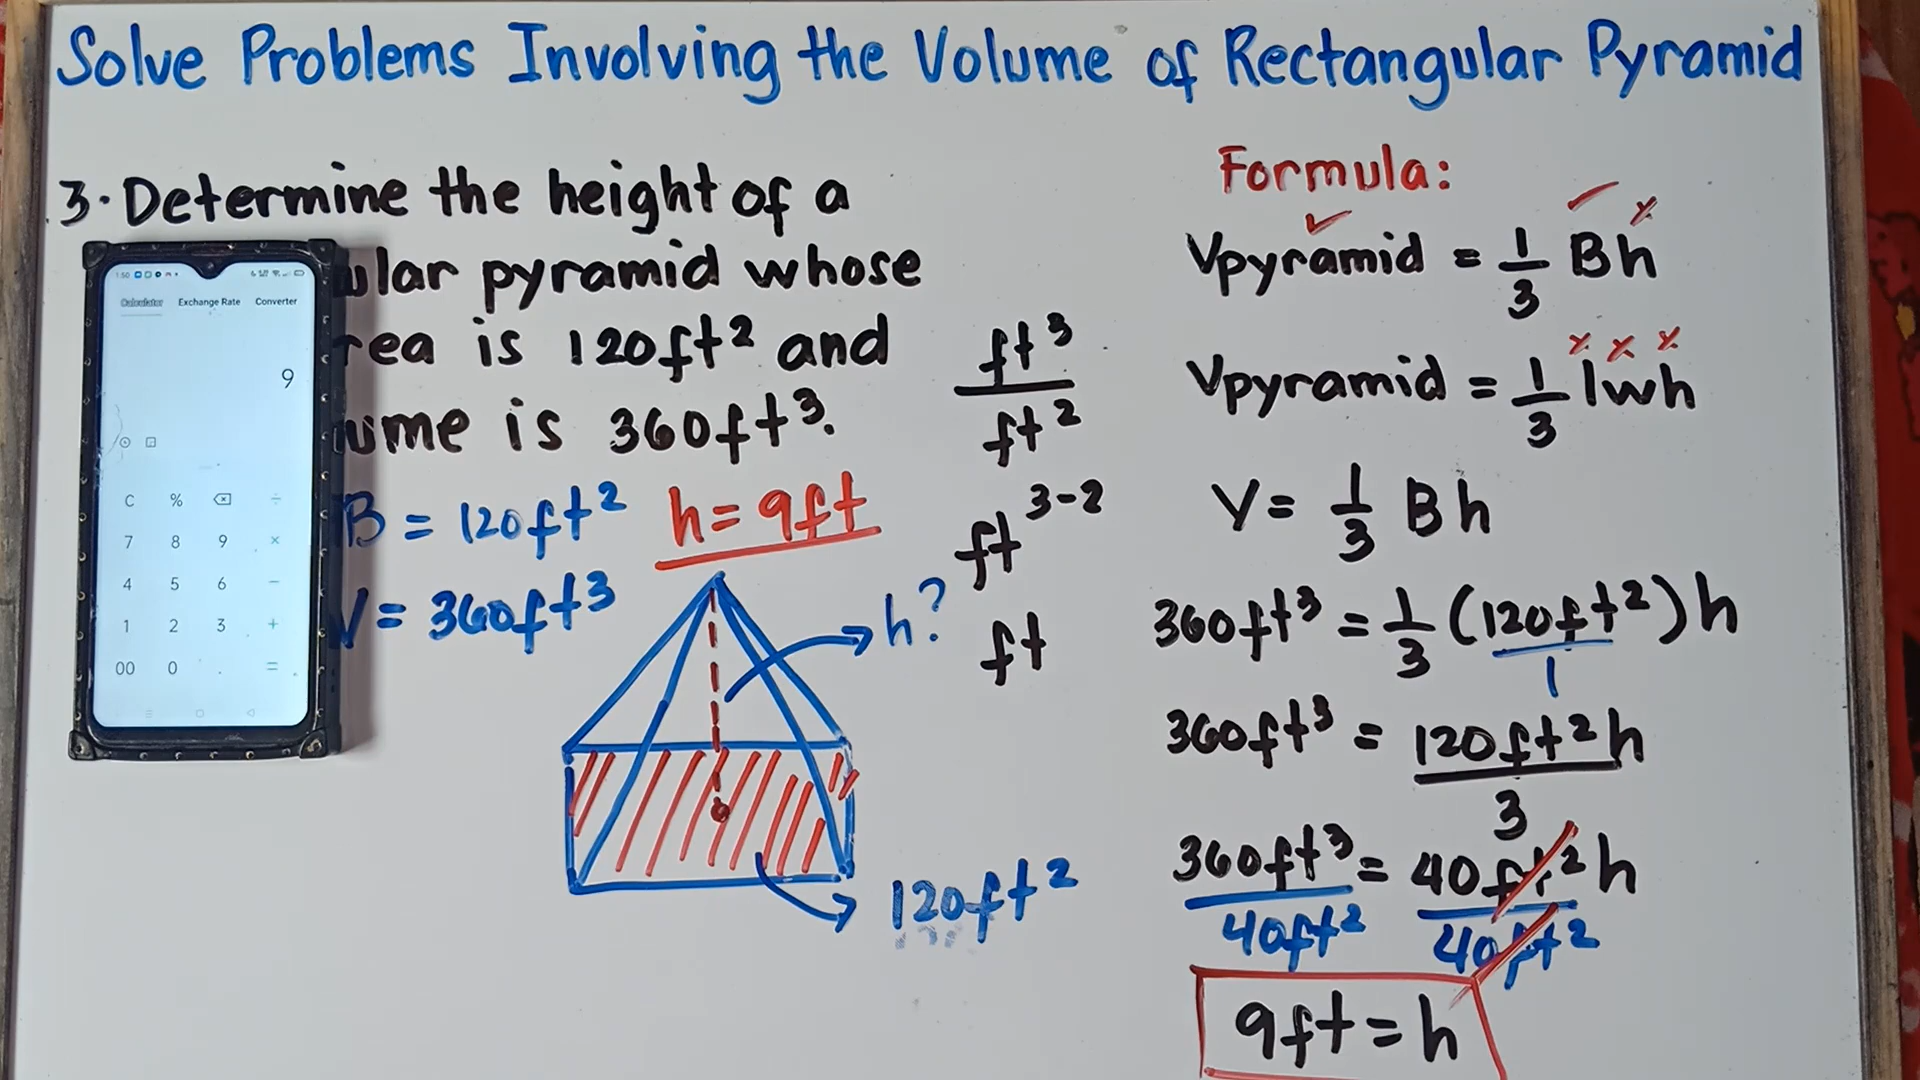 Solve Problems Involving the Volume of Rectangular Pyramid
3. Determine the height of a
ular pyramid whose
rea is 120ft² and
ume is 360ft³.
B = 120ft²
V = 360ft³
h = 9ft
h?
120ft²
ft³
ft²
ft³⁻²
ft
Formula:
Vpyramid = 1/3 Bh
Vpyramid = 1/3 lwh
V = 1/3 Bh
360ft³ = 1/3 (120ft²)h
1
360ft³ = 120ft²h
3
360ft³ = 40ft²h
40ft² 40ft²
9ft = h
1:50
Calculator Exchange Rate Converter
9
C % ÷
7 8 9 ×
4 5 6 −
1 2 3 +
00 0 . =